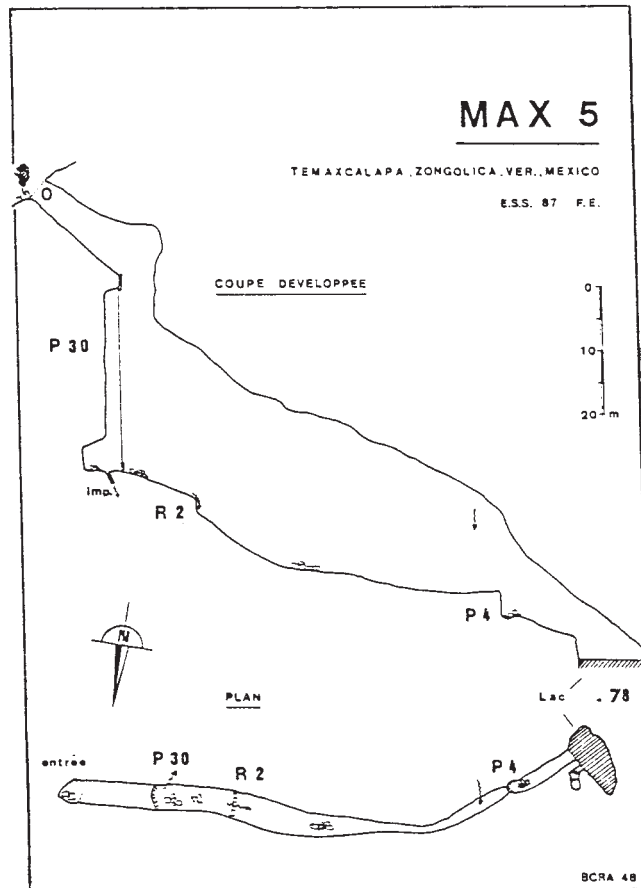 MAX 5
TEMAXCALAPA, ZONGOLICA, VER., MEXICO
E.S.S. 87 F.E.
O
COUPE DEVELOPPEE
0
10
20 m
P 30
imp.
R 2
P 4
N
PLAN
Lac - 78
entrée
P 30
R 2
P 4
BCRA 4B